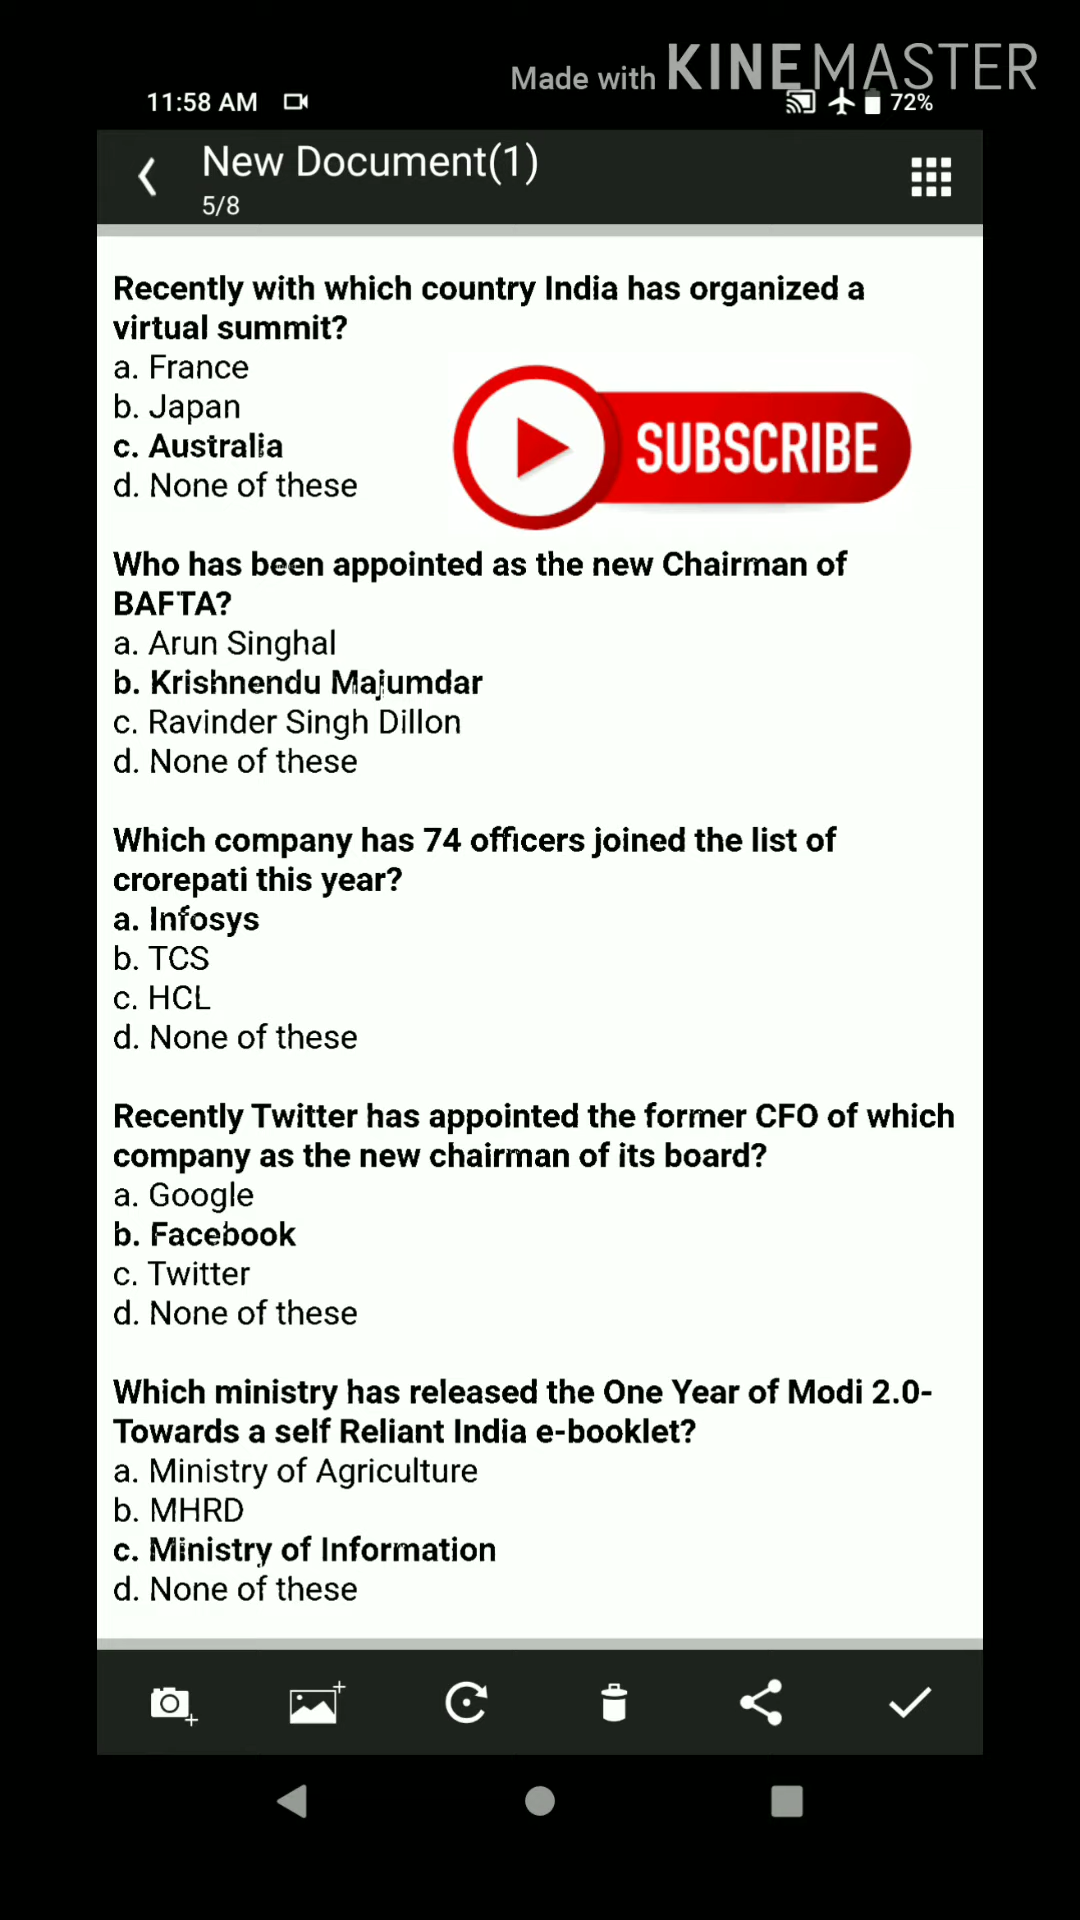 Made with KINEMASTER
11:58 AM 72%
New Document(1)
5/8
Recently with which country India has organized a
virtual summit?
a. France
b. Japan
c. Australia
d. None of these
SUBSCRIBE
Who has been appointed as the new Chairman of
BAFTA?
a. Arun Singhal
b. Krishnendu Majumdar
c. Ravinder Singh Dillon
d. None of these
Which company has 74 officers joined the list of
crorepati this year?
a. Infosys
b. TCS
c. HCL
d. None of these
Recently Twitter has appointed the former CFO of which
company as the new chairman of its board?
a. Google
b. Facebook
c. Twitter
d. None of these
Which ministry has released the One Year of Modi 2.0-
Towards a self Reliant India e-booklet?
a. Ministry of Agriculture
b. MHRD
c. Ministry of Information
d. None of these